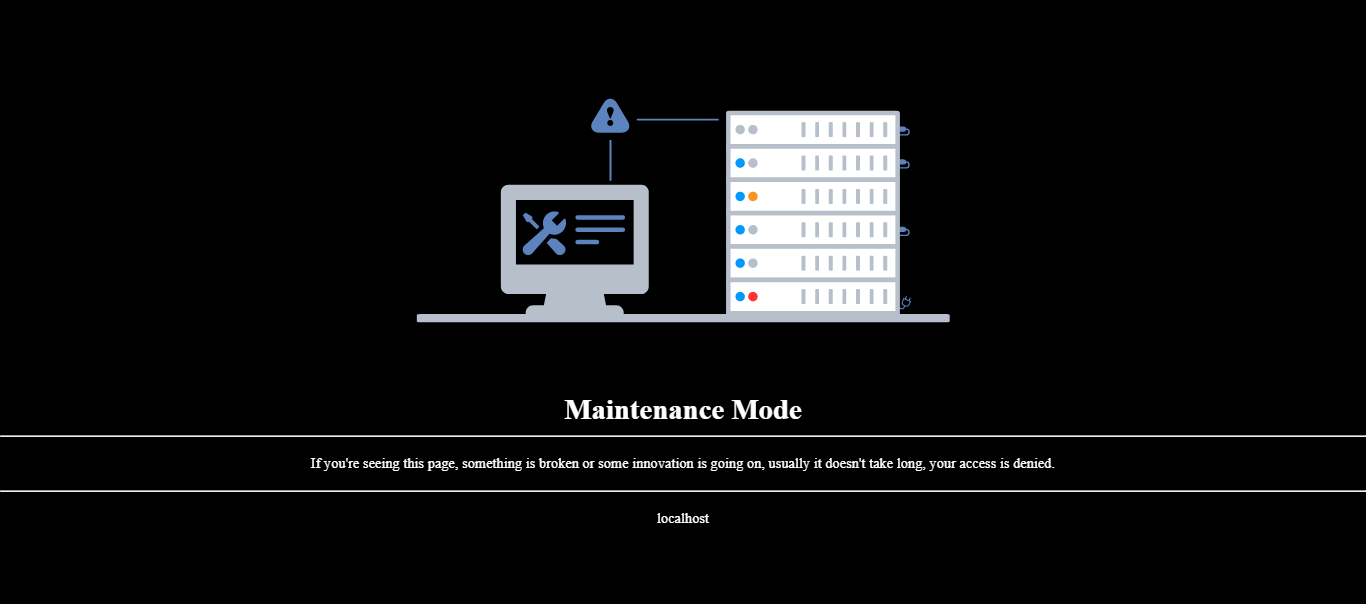 Maintenance Mode
If you're seeing this page, something is broken or some innovation is going on, usually it doesn't take long, your access is denied.
localhost